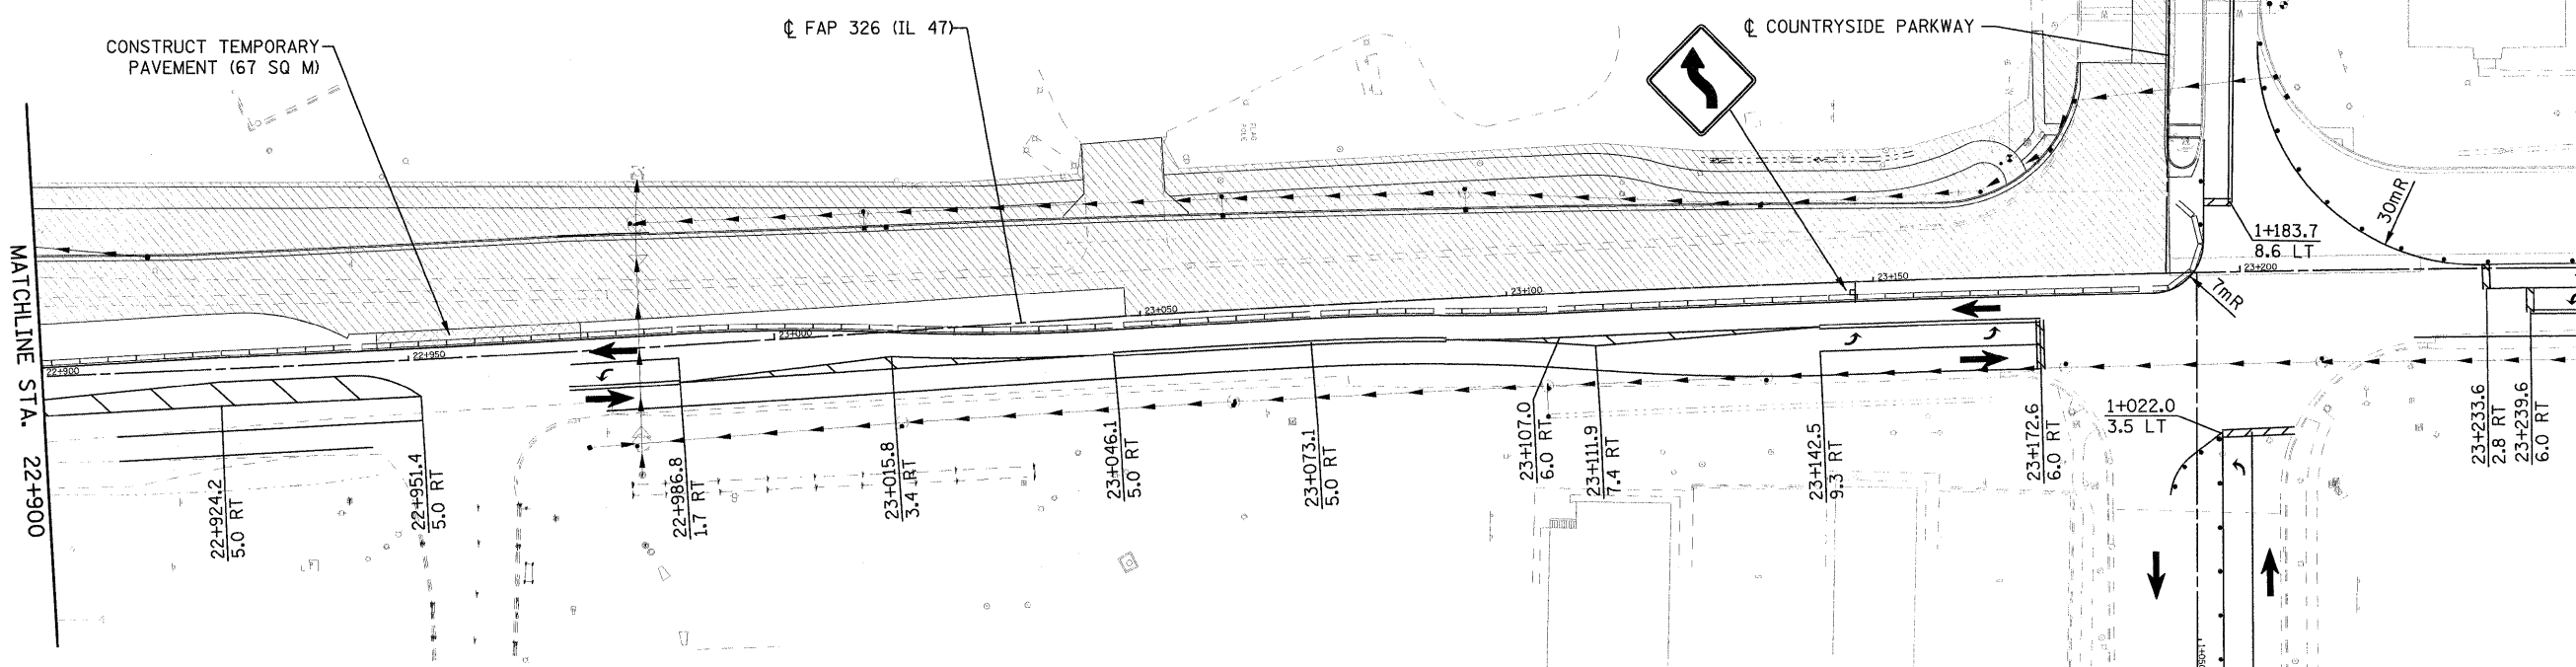 CONSTRUCT TEMPORARY
PAVEMENT (67 SQ M)
℄ FAP 326 (IL 47)
℄ COUNTRYSIDE PARKWAY
MATCHLINE STA. 22+900
22+900
22+950
23+000
23+050
23+100
23+150
23+200
FLAG
POLE
30mR
7mR
1+183.7
8.6 LT
1+022.0
3.5 LT
22+924.2
5.0 RT
22+951.4
5.0 RT
22+986.8
1.7 RT
23+015.8
3.4 RT
23+046.1
5.0 RT
23+073.1
5.0 RT
23+107.0
6.0 RT
23+111.9
7.4 RT
23+142.5
9.3 RT
23+172.6
6.0 RT
23+233.6
2.8 RT
23+239.6
6.0 RT
1+050